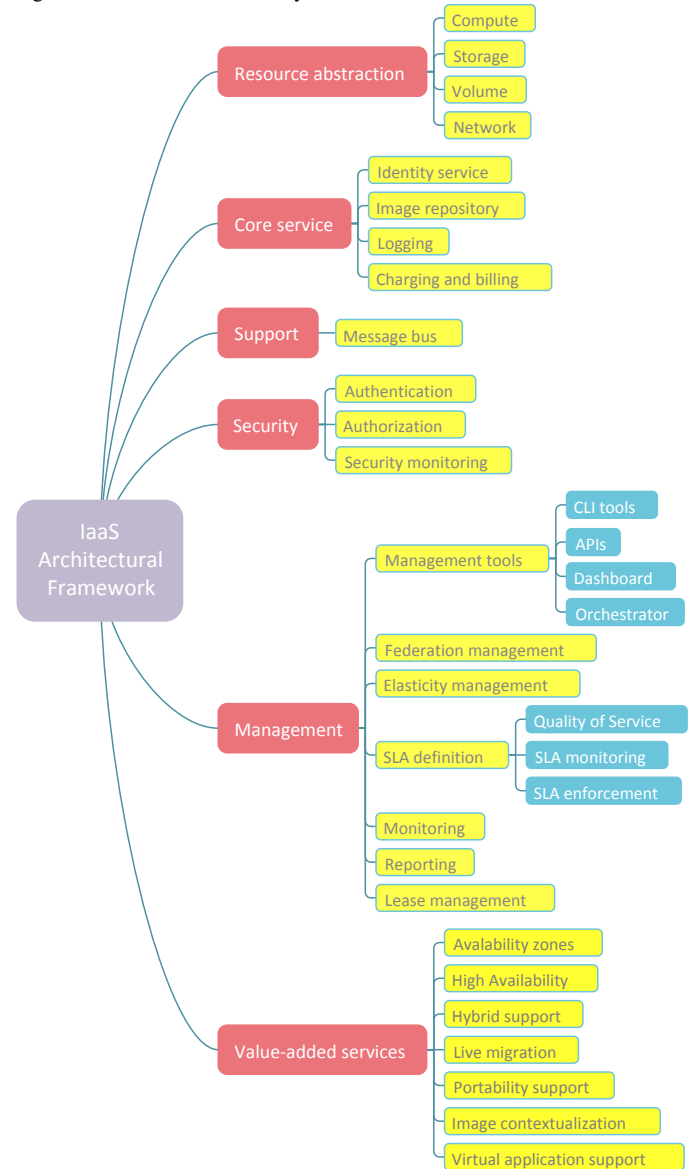 Compute
Storage
Resource abstraction
Volume
Network
Identity service
Image repository
Core service
Logging
Charging and billing
Support
Message bus
Authentication
Security
Authorization
Security monitoring
IaaS
Architectural
Framework
CLI tools
APIs
Management tools
Dashboard
Orchestrator
Federation management
Elasticity management
Management
Quality of Service
SLA definition
SLA monitoring
SLA enforcement
Monitoring
Reporting
Lease management
Avalability zones
High Availability
Hybrid support
Value-added services
Live migration
Portability support
Image contextualization
Virtual application support